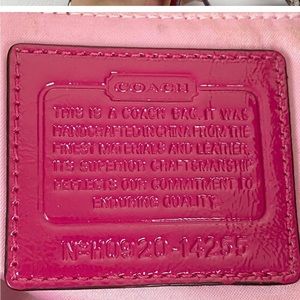 COACH
THIS IS A COACH BAG. IT WAS
HANDCRAFTED IN CHINA FROM THE
FINEST MATERIALS AND LEATHER.
ITS SUPERIOR CRAFTSMANSHIP
REFLECTS OUR COMMITMENT TO
ENDURING QUALITY.
Nº H0920-14255